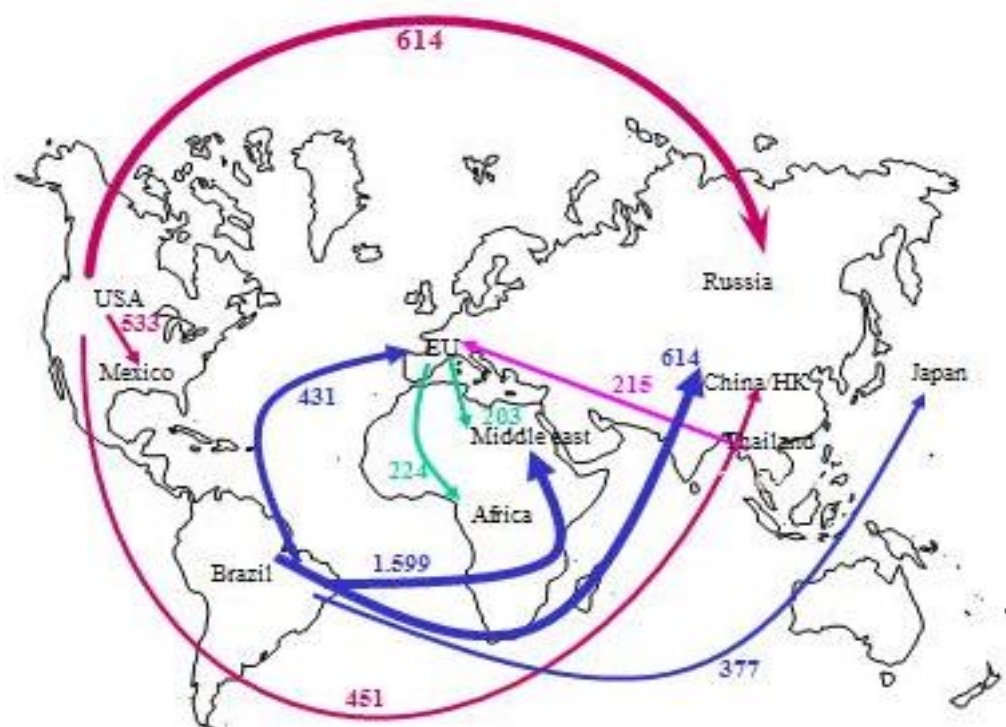 614
Russia
USA
533
Mexico
EU
614
China/HK
Japan
431
215
203
Middle east
Thailand
224
Africa
1.599
Brazil
377
451